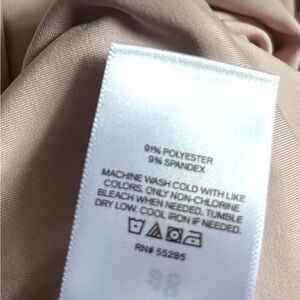 91% POLYESTER
9% SPANDEX
MACHINE WASH COLD WITH LIKE
COLORS, ONLY NON-CHLORINE
BLEACH WHEN NEEDED. TUMBLE
DRY LOW. COOL IRON IF NEEDED.
RN# 55285